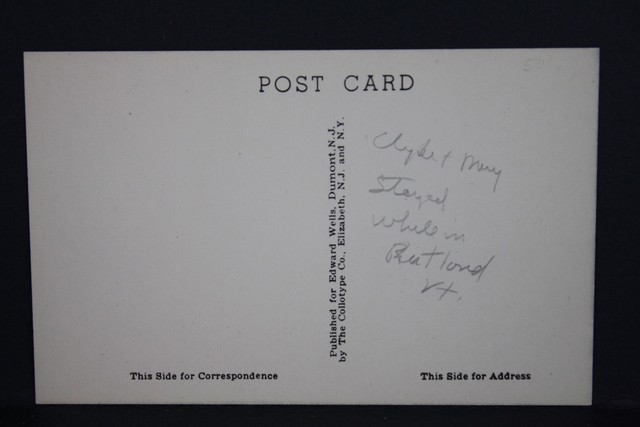 POST CARD
Published for Edward Wells, Dumont, N.J.
by The Collotype Co., Elizabeth, N.J. and N.Y.
Clyde + Mary
Stayed
while in
Rutland
Vt.
This Side for Correspondence
This Side for Address